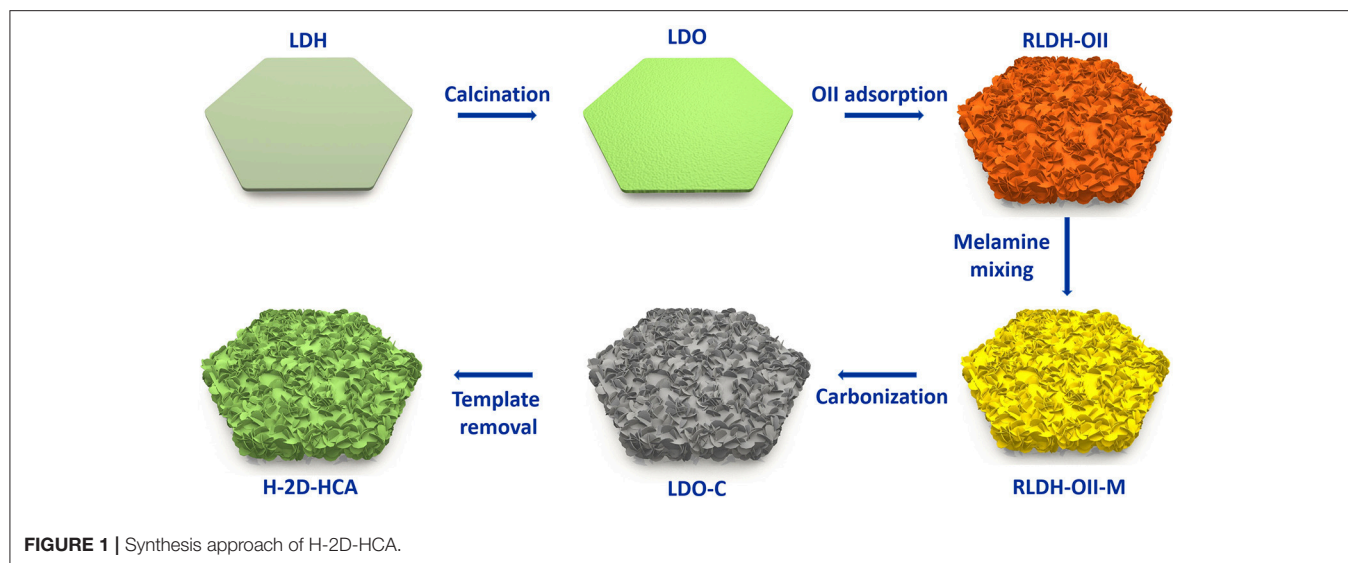 LDH
LDO
RLDH-OII
Calcination
OII adsorption
Melamine
mixing
Carbonization
Template
removal
H-2D-HCA
LDO-C
RLDH-OII-M
FIGURE 1 | Synthesis approach of H-2D-HCA.